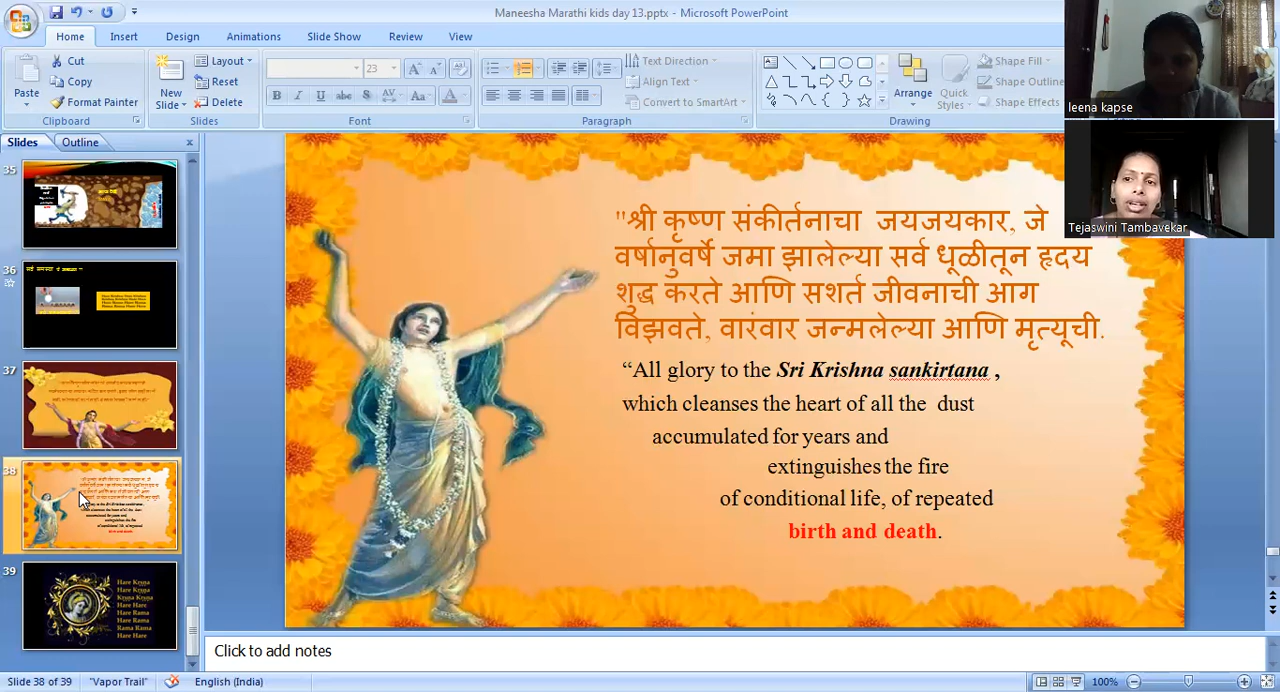 Maneesha Marathi kids day 13.pptx - Microsoft PowerPoint
Home Insert Design Animations Slide Show Review View
Paste
Cut
Copy
Format Painter
Clipboard
New Slide
Layout
Reset
Delete
Slides
23
Font
Text Direction
Align Text
Convert to SmartArt
Paragraph
Arrange
Quick Styles
Shape Fill
Shape Outline
Shape Effects
Drawing
leena kapse
Tejaswini Tambavekar
Slides Outline
35
36
37
38
39
Hare Krsna
Hare Krsna
Krsna Krsna
Hare Hare
Hare Rama
Hare Rama
Rama Rama
Hare Hare
"श्री कृष्ण संकीर्तनाचा जयजयकार, जे
वर्षानुवर्षे जमा झालेल्या सर्व धूळीतून हृदय
शुद्ध करते आणि सशर्त जीवनाची आग
विझवते, वारंवार जन्मलेल्या आणि मृत्यूची.
“All glory to the Sri Krishna sankirtana ,
which cleanses the heart of all the dust
accumulated for years and
extinguishes the fire
of conditional life, of repeated
birth and death.
Click to add notes
Slide 38 of 39
"Vapor Trail"
English (India)
100%